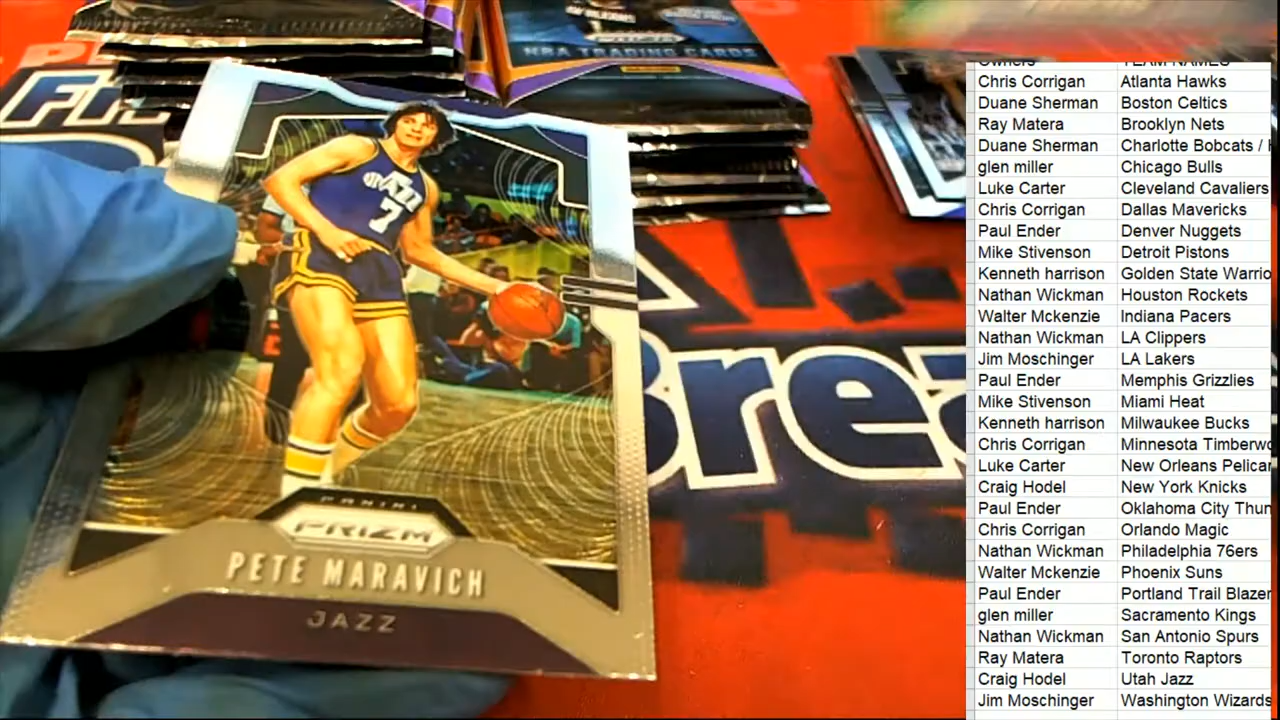 NBA TRADING CARDS
JAZZ
7
PANINI
PRIZM
PETE MARAVICH
JAZZ
Brea
Owners TEAM NAMES
Chris Corrigan Atlanta Hawks
Duane Sherman Boston Celtics
Ray Matera Brooklyn Nets
Duane Sherman Charlotte Bobcats /
glen miller Chicago Bulls
Luke Carter Cleveland Cavaliers
Chris Corrigan Dallas Mavericks
Paul Ender Denver Nuggets
Mike Stivenson Detroit Pistons
Kenneth harrison Golden State Warrio
Nathan Wickman Houston Rockets
Walter Mckenzie Indiana Pacers
Nathan Wickman LA Clippers
Jim Moschinger LA Lakers
Paul Ender Memphis Grizzlies
Mike Stivenson Miami Heat
Kenneth harrison Milwaukee Bucks
Chris Corrigan Minnesota Timberwo
Luke Carter New Orleans Pelican
Craig Hodel New York Knicks
Paul Ender Oklahoma City Thun
Chris Corrigan Orlando Magic
Nathan Wickman Philadelphia 76ers
Walter Mckenzie Phoenix Suns
Paul Ender Portland Trail Blazer
glen miller Sacramento Kings
Nathan Wickman San Antonio Spurs
Ray Matera Toronto Raptors
Craig Hodel Utah Jazz
Jim Moschinger Washington Wizards